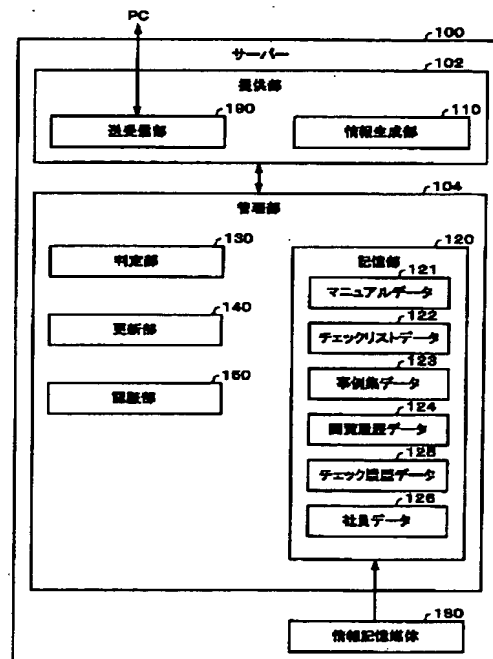 PC
100
サーバー
102
提供部
190
送受信部
110
情報生成部
104
管理部
130
判定部
140
更新部
150
認証部
120
記憶部
121
マニュアルデータ
122
チェックリストデータ
123
事例集データ
124
閲覧履歴データ
125
チェック履歴データ
126
社員データ
180
情報記憶媒体